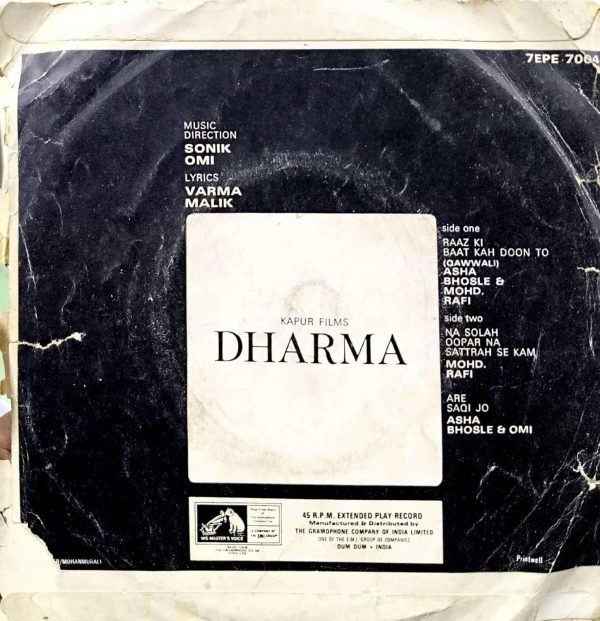 7EPE-7004
MUSIC
DIRECTION
SONIK
OMI
LYRICS
VARMA
MALIK
side one
RAAZ KI
BAAT KAH DOON TO
(QAWWALI)
ASHA
BHOSLE &
MOHD.
RAFI
side two
NA SOLAH
OOPAR NA
SATTRAH SE KAM
MOHD.
RAFI
ARE
SAQI JO
ASHA
BHOSLE & OMI
KAPUR FILMS
DHARMA
HIS MASTER'S VOICE
45 R.P.M. EXTENDED PLAY RECORD
Manufactured & Distributed by
THE GRAMOPHONE COMPANY OF INDIA LIMITED
ONE OF THE E.M.I. GROUP OF COMPANIES
DUM DUM • INDIA
/MOHANMURALI
Printwell